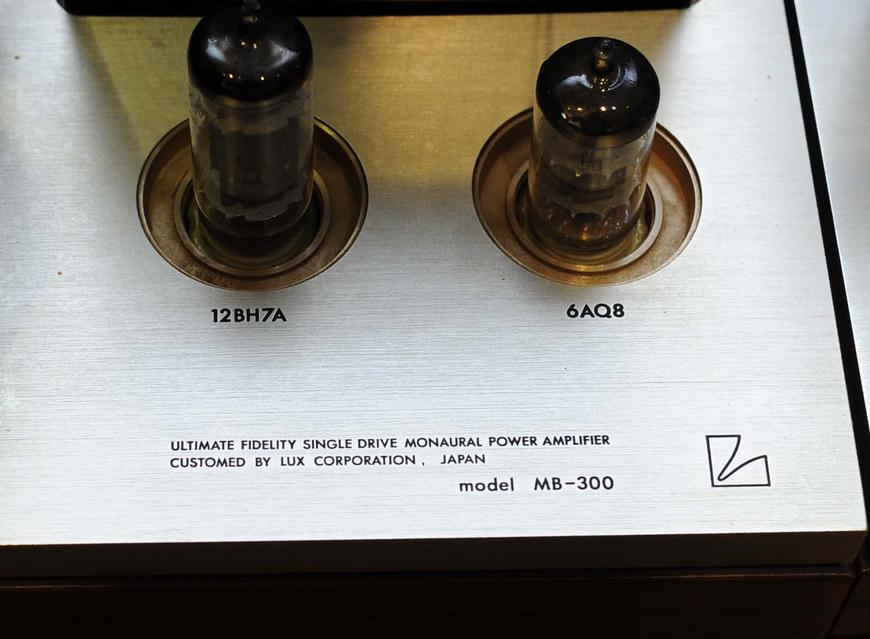 12BH7A 6AQ8
ULTIMATE FIDELITY SINGLE DRIVE MONAURAL POWER AMPLIFIER
CUSTOMED BY LUX CORPORATION, JAPAN
model MB-300